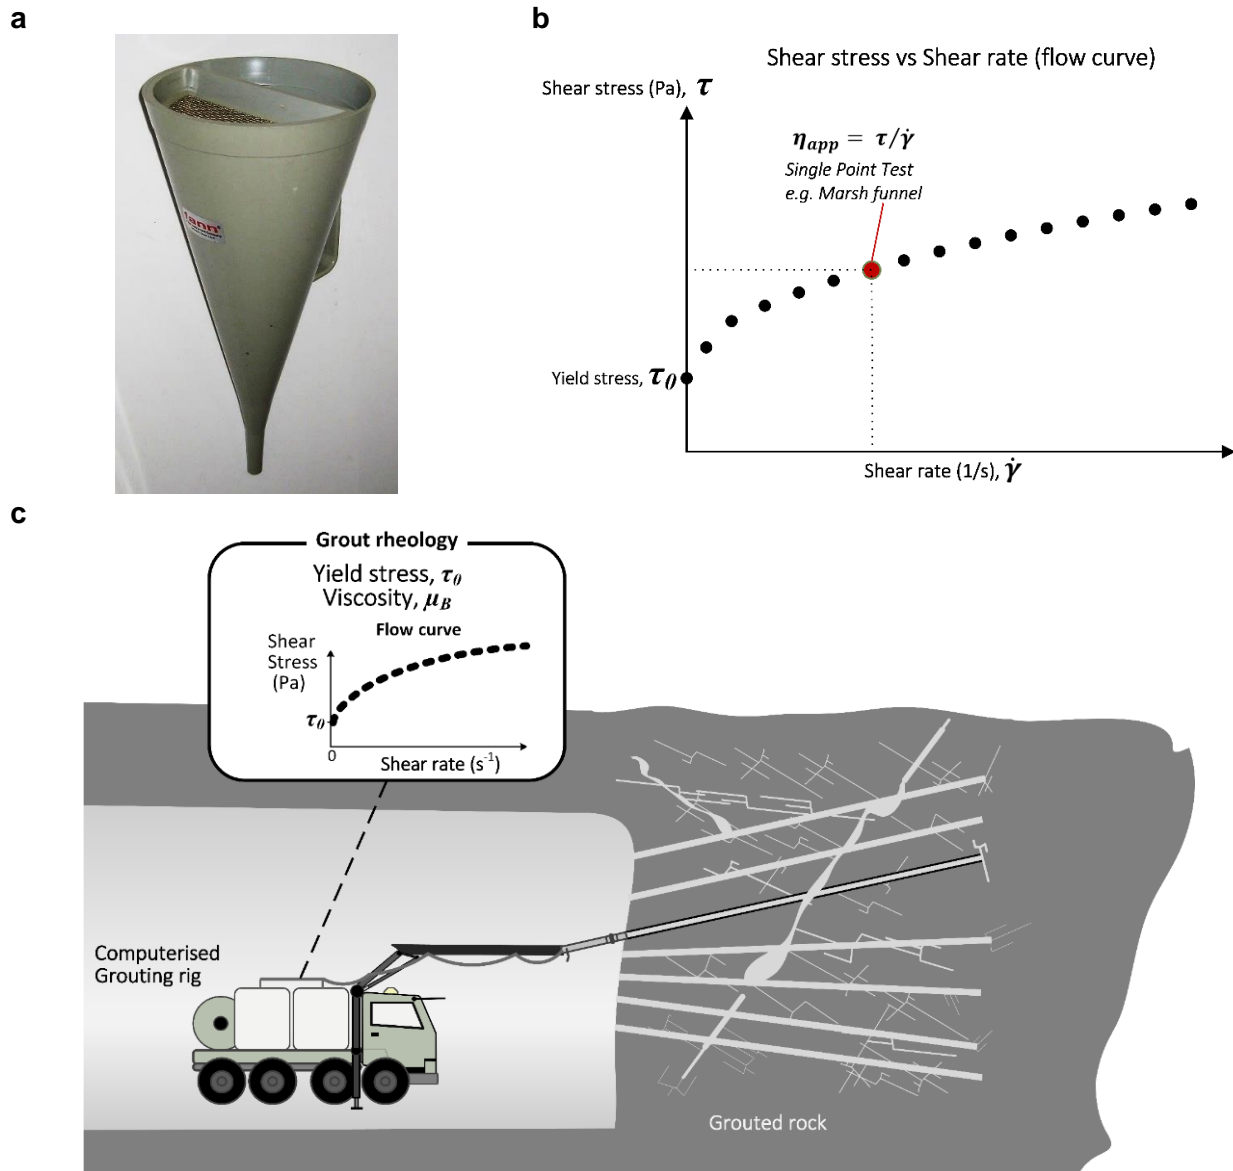 a
b
Shear stress vs Shear rate (flow curve)
Shear stress (Pa), τ
η_app = τ/γ̇
Single Point Test
e.g. Marsh funnel
Yield stress, τ₀
Shear rate (1/s), γ̇
c
Grout rheology
Yield stress, τ₀
Viscosity, μ_B
Flow curve
Shear
Stress
(Pa)
τ₀
0
Shear rate (s⁻¹)
Computerised
Grouting rig
Grouted rock